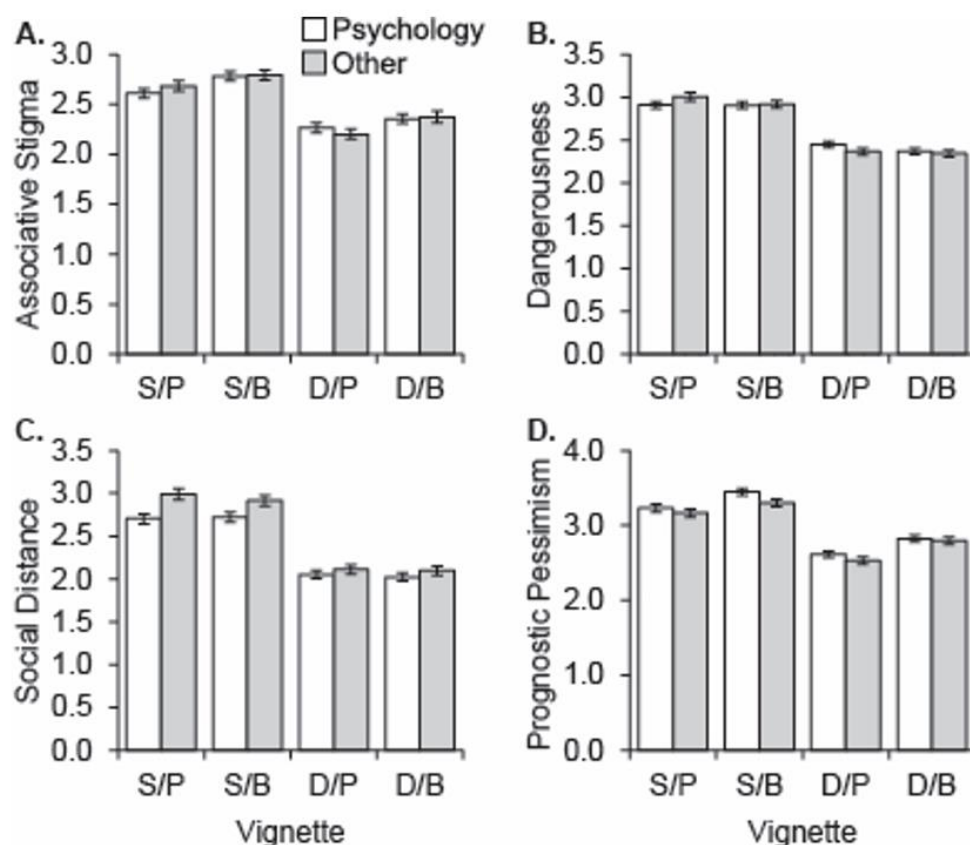 A.
Psychology
Other
Associative Stigma
3.0
2.5
2.0
1.5
1.0
0.5
0.0
S/P S/B D/P D/B
B.
Dangerousness
3.5
3.0
2.5
2.0
1.5
1.0
0.5
0.0
S/P S/B D/P D/B
C.
Social Distance
3.5
3.0
2.5
2.0
1.5
1.0
0.5
0.0
S/P S/B D/P D/B
Vignette
D.
Prognostic Pessimism
4.0
3.0
2.0
1.0
0.0
S/P S/B D/P D/B
Vignette